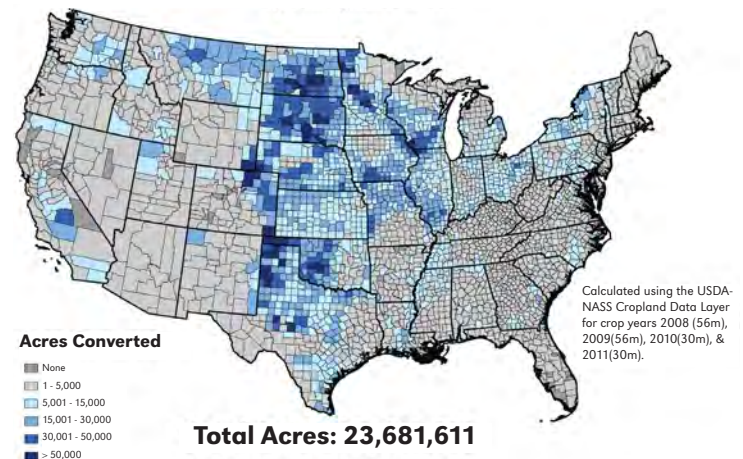 Calculated using the USDA-
NASS Cropland Data Layer
for crop years 2008 (56m),
2009(56m), 2010(30m), &
2011(30m).
Acres Converted
None
1 - 5,000
5,001 - 15,000
15,001 - 30,000
30,001 - 50,000
> 50,000
Total Acres: 23,681,611